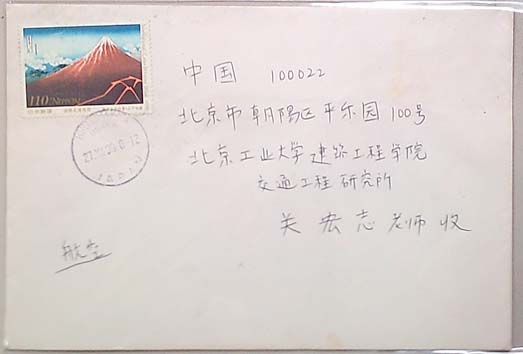 110 NIPPON
中国 100022
北京市朝阳区平乐园100号
北京工业大学建筑工程学院
交通工程研究所
关宏志老师收
航空